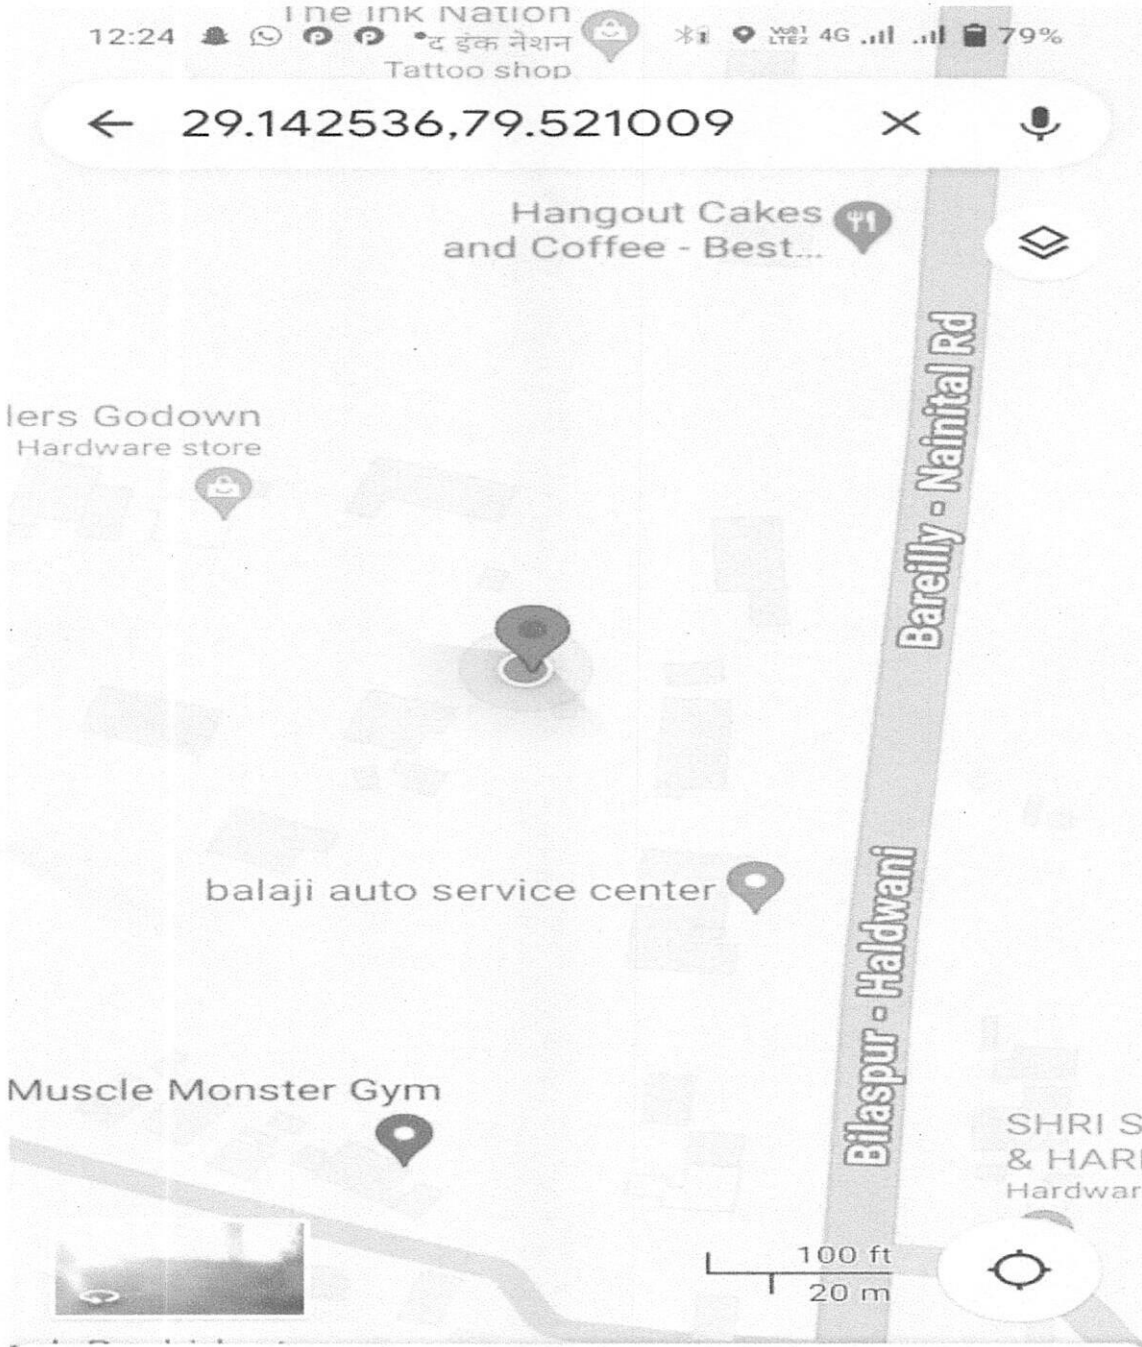 The Ink Nation
द इंक नेशन
Tattoo shop
12:24
VoLTE2 4G 79%
29.142536,79.521009
Hangout Cakes
and Coffee - Best...
Bareilly - Nainital Rd
lers Godown
Hardware store
balaji auto service center
Bilaspur - Haldwani
Muscle Monster Gym
SHRI S
& HAR
Hardwar
100 ft
20 m